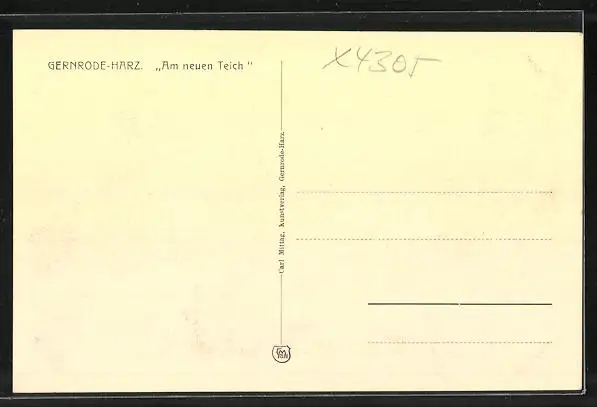 GERNRODE-HARZ. „Am neuen Teich"
X4305
Carl Mittag, Kunstverlag, Gernrode-Harz.